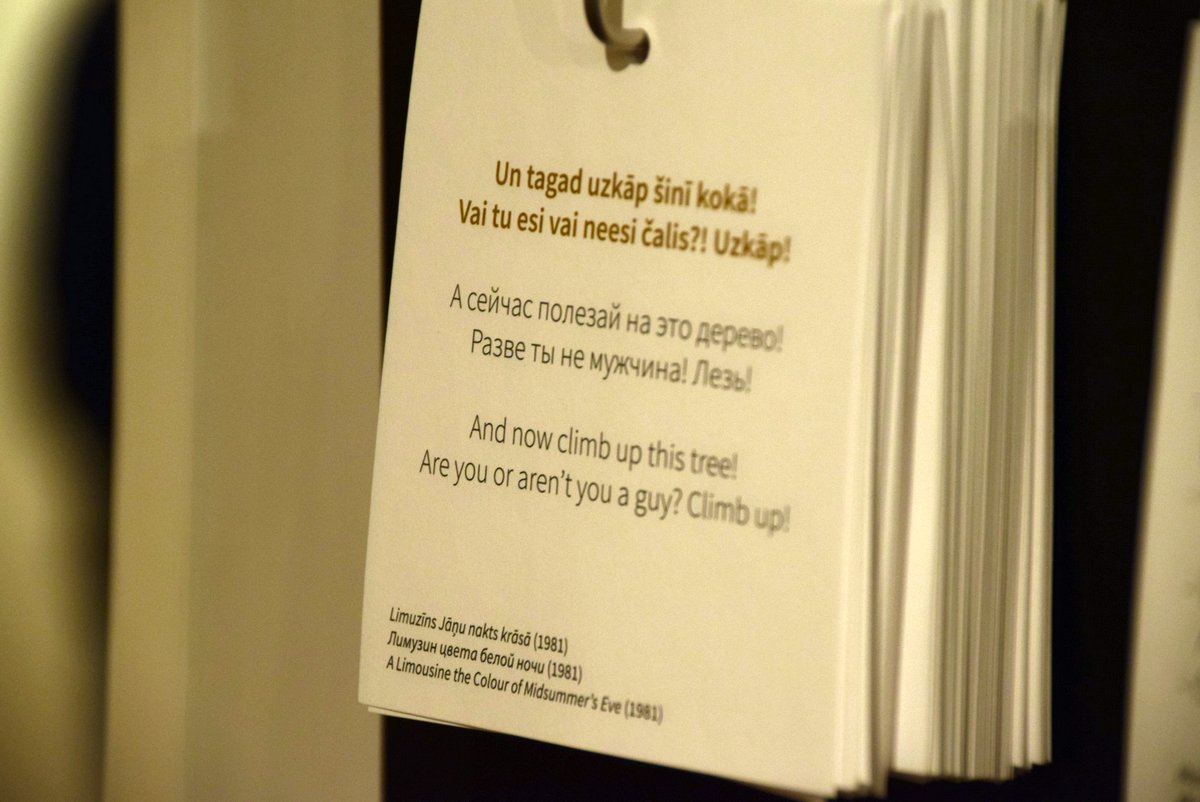 Un tagad uzkāp šinī kokā!
Vai tu esi vai neesi čalis?! Uzkāp!
А сейчас полезай на это дерево!
Разве ты не мужчина! Лезь!
And now climb up this tree!
Are you or aren't you a guy? Climb up!
Limuzīns Jāņu nakts krāsā (1981)
Лимузин цвета белой ночи (1981)
A Limousine the Colour of Midsummer's Eve (1981)